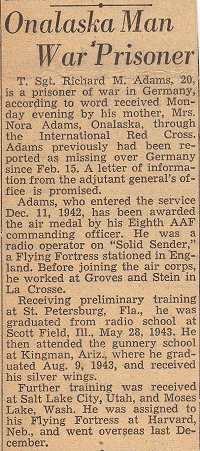 Onalaska Man
War Prisoner
T. Sgt. Richard M. Adams, 20,
is a prisoner of war in Germany,
according to word received Mon-
day evening by his mother, Mrs.
Nora Adams, Onalaska, through
the International Red Cross.
Adams previously had been re-
ported as missing over Germany
since Feb. 15. A letter of informa-
tion from the adjutant general's of-
fice is promised.
Adams, who entered the service
Dec. 11, 1942, has been awarded
the air medal by his Eighth AAF
commanding officer. He was a
radio operator on "Solid Sender,"
a Flying Fortress stationed in Eng-
land. Before joining the air corps,
he worked at Groves and Stein in
La Crosse.
Receiving preliminary training
at St. Petersburg, Fla., he was
graduated from radio school at
Scott Field, Ill., May 28, 1943. He
then attended the gunnery school
at Kingman, Ariz., where he grad-
uated Aug. 9, 1943, and received
his silver wings.
Further training was received
at Salt Lake City, Utah, and Moses
Lake, Wash. He was assigned to
his Flying Fortress at Harvard,
Neb., and went overseas last De-
cember.